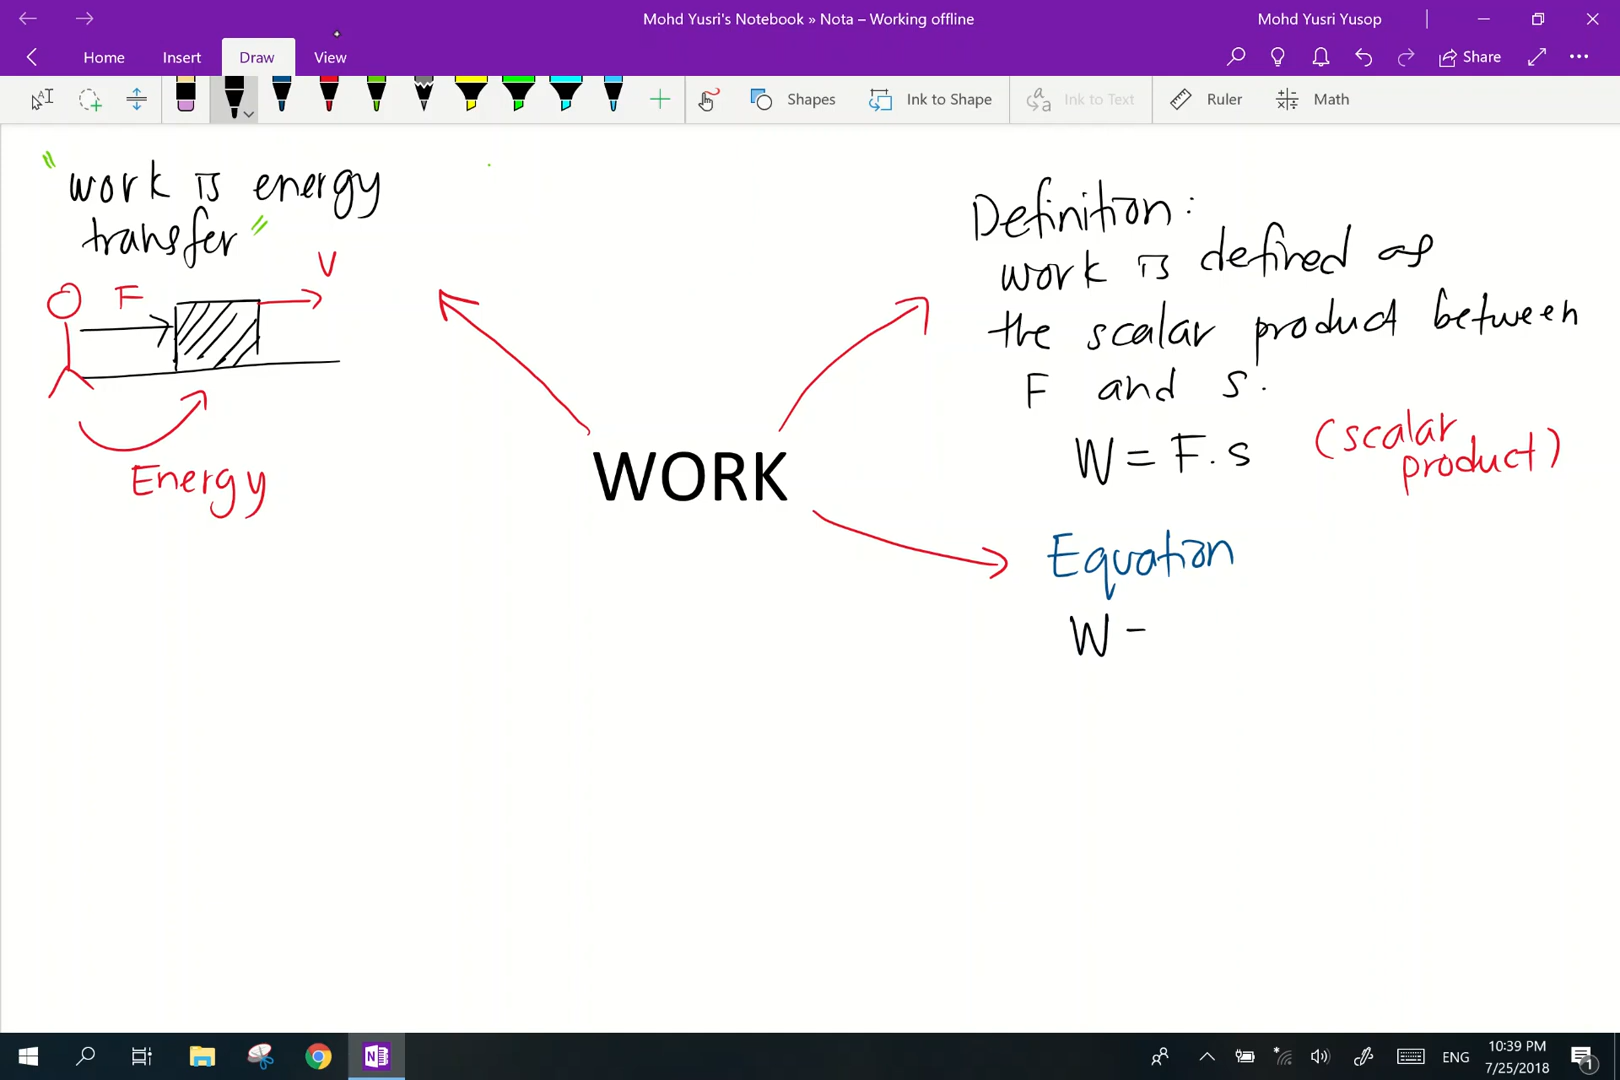 Mohd Yusri's Notebook » Nota – Working offline
Mohd Yusri Yusop
Home Insert Draw View
Share
Shapes Ink to Shape Ink to Text Ruler Math
"work is energy
transfer"
F
V
Energy
WORK
Definition:
work is defined as
the scalar product between
F and s.
W = F.s (scalar
product)
Equation
W -
ENG
10:39 PM
7/25/2018
1